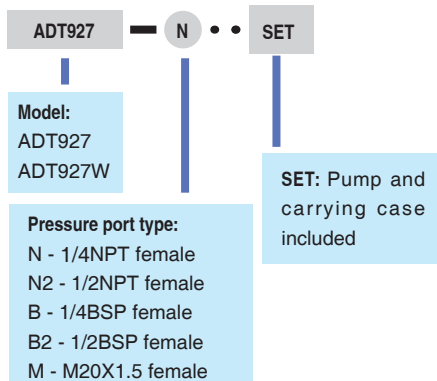 ADT927 — N • • SET
Model:
ADT927
ADT927W
SET: Pump and
carrying case
included
Pressure port type:
N - 1/4NPT female
N2 - 1/2NPT female
B - 1/4BSP female
B2 - 1/2BSP female
M - M20X1.5 female